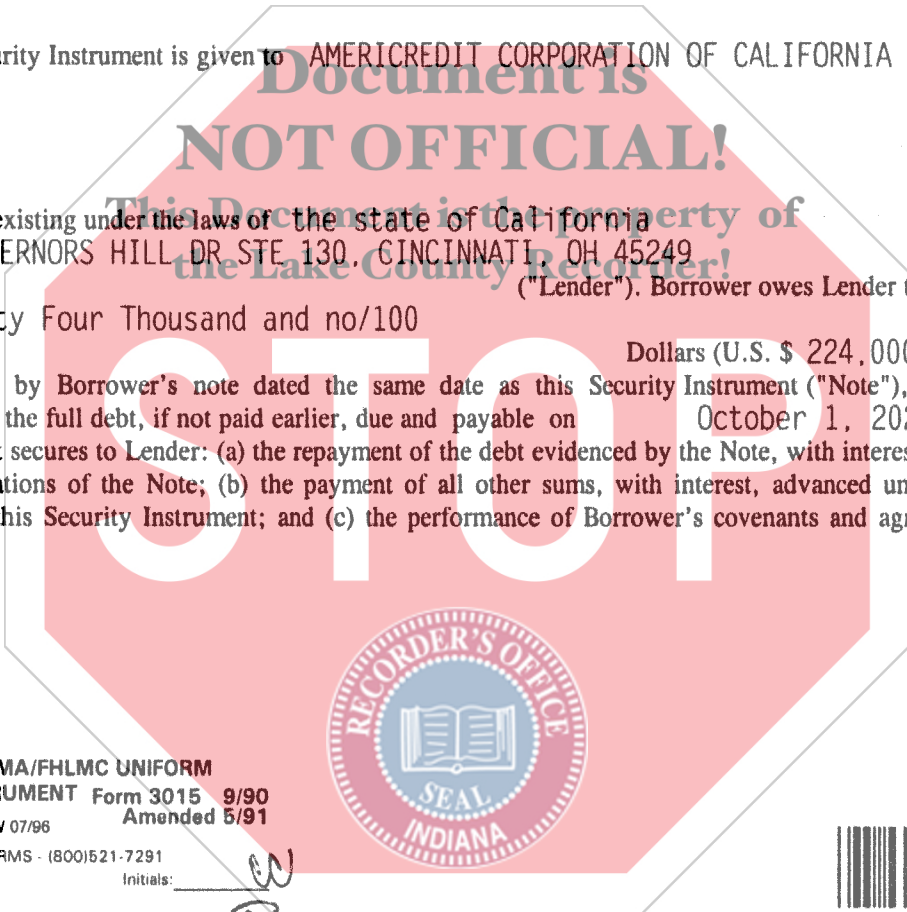 rity Instrument is given to AMERICREDIT CORPORATION OF CALIFORNIA
Document is
NOT OFFICIAL!
This Document is the property of
the Lake County Recorder!
existing under the laws of the state of California
ERNORS HILL DR STE 130, CINCINNATI, OH 45249
("Lender"). Borrower owes Lender t
y Four Thousand and no/100
Dollars (U.S. $ 224,000
by Borrower's note dated the same date as this Security Instrument ("Note"),
the full debt, if not paid earlier, due and payable on October 1, 202
secures to Lender: (a) the repayment of the debt evidenced by the Note, with interes
tions of the Note; (b) the payment of all other sums, with interest, advanced un
his Security Instrument; and (c) the performance of Borrower's covenants and agr
STOP
RECORDER'S OFFICE
SEAL
INDIANA
MA/FHLMC UNIFORM
UMENT Form 3015 9/90
Amended 5/91
07/96
RMS - (800)521-7291
Initials: